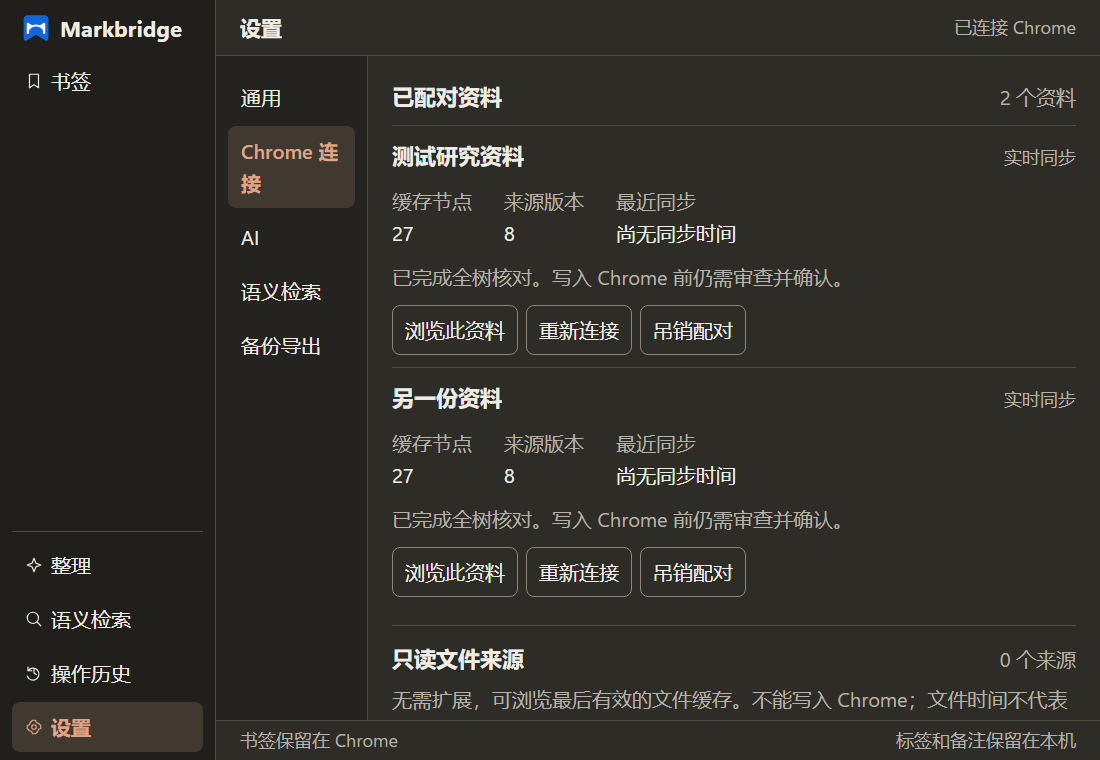 Markbridge
书签
整理
语义检索
操作历史
设置
设置
已连接 Chrome
通用
Chrome 连
接
AI
语义检索
备份导出
已配对资料
2 个资料
测试研究资料
实时同步
缓存节点 来源版本 最近同步
27 8 尚无同步时间
已完成全树核对。写入 Chrome 前仍需审查并确认。
浏览此资料 重新连接 吊销配对
另一份资料
实时同步
缓存节点 来源版本 最近同步
27 8 尚无同步时间
已完成全树核对。写入 Chrome 前仍需审查并确认。
浏览此资料 重新连接 吊销配对
只读文件来源
0 个来源
无需扩展，可浏览最后有效的文件缓存。不能写入 Chrome；文件时间不代表
书签保留在 Chrome
标签和备注保留在本机